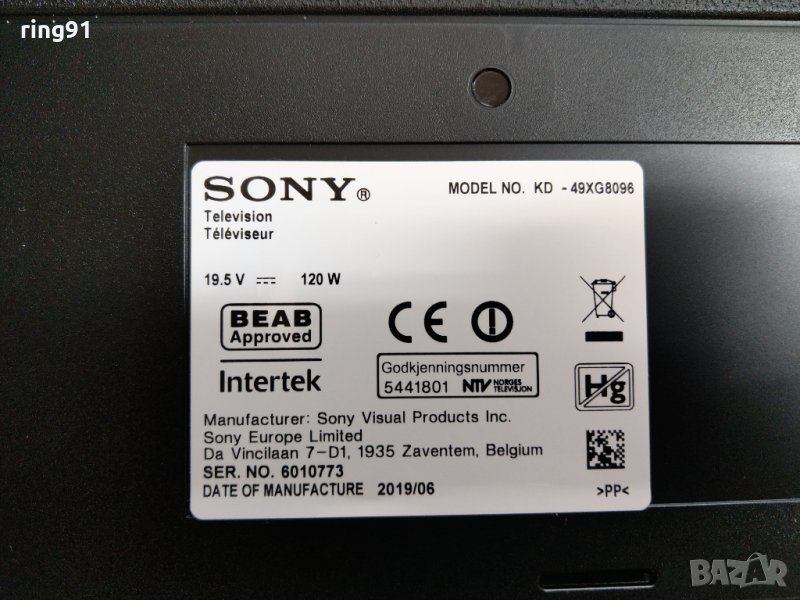 ring91
SONY®
MODEL NO. KD - 49XG8096
Television
Téléviseur
19.5 V 120 W
BEAB
Approved
CE
Intertek
Godkjenningsnummer
5441801 NTV NORGES TELEVISJON
Hg
Manufacturer: Sony Visual Products Inc.
Sony Europe Limited
Da Vincilaan 7-D1, 1935 Zaventem, Belgium
SER. NO. 6010773
DATE OF MANUFACTURE 2019/06
>PP<
BAZAR